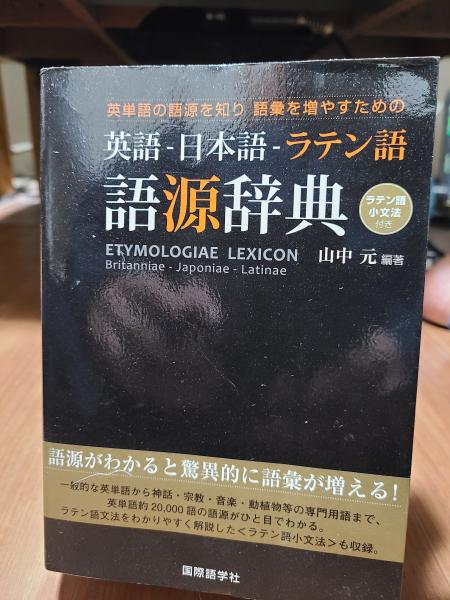 英単語の語源を知り 語彙を増やすための
英語-日本語-ラテン語
語源辞典
ラテン語
小文法
付き
ETYMOLOGIAE LEXICON
Britanniae - Japoniae - Latinae
山中 元 編著
語源がわかると驚異的に語彙が増える!
一般的な英単語から神話・宗教・音楽・動植物等の専門用語まで、
英単語約20,000語の語源がひと目でわかる。
ラテン語文法をわかりやすく解説した<ラテン語小文法>も収録。
国際語学社